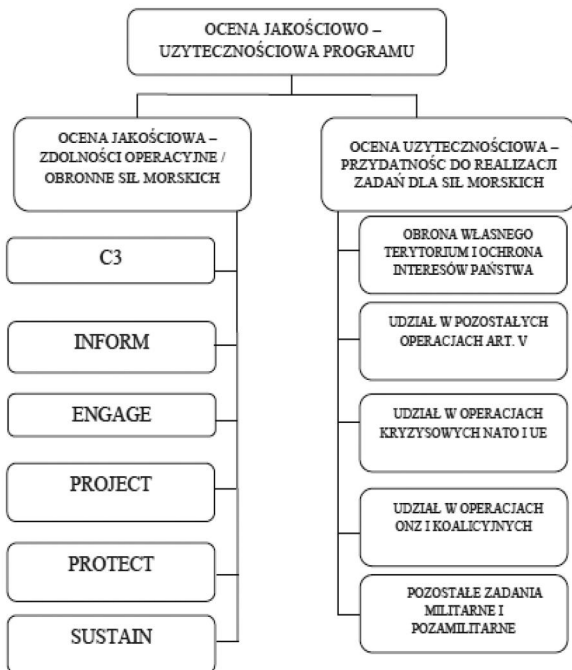 OCENA JAKOŚCIOWO –
UZYTECZNOŚCIOWA PROGRAMU
OCENA JAKOŚCIOWA –
ZDOLNOŚCI OPERACYJNE /
OBRONNE SIŁ MORSKICH
C3
INFORM
ENGAGE
PROJECT
PROTECT
SUSTAIN
OCENA UZYTECZNOŚCIOWA –
PRZYDATNOŚC DO REALIZACJI
ZADAŃ DLA SIŁ MORSKICH
OBRONA WŁASNEGO
TERYTORIUM I OCHRONA
INTERESÓW PAŃSTWA
UDZIAŁ W POZOSTAŁYCH
OPERACJACH ART. V
UDZIAŁ W OPERACJACH
KRYZYSOWYCH NATO I UE
UDZIAŁ W OPERACJACH
ONZ I KOALICYJNYCH
POZOSTAŁE ZADANIA
MILITARNE I
POZAMILITARNE